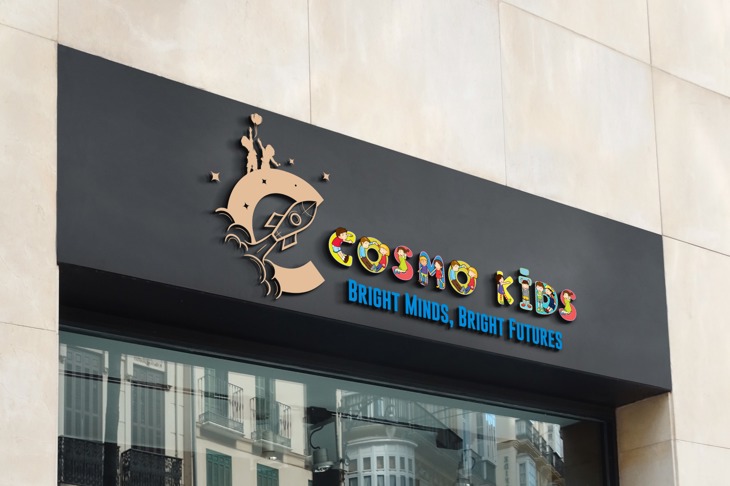 COSMO KiDS
BRIGHT MINDS, BRIGHT FUTURES